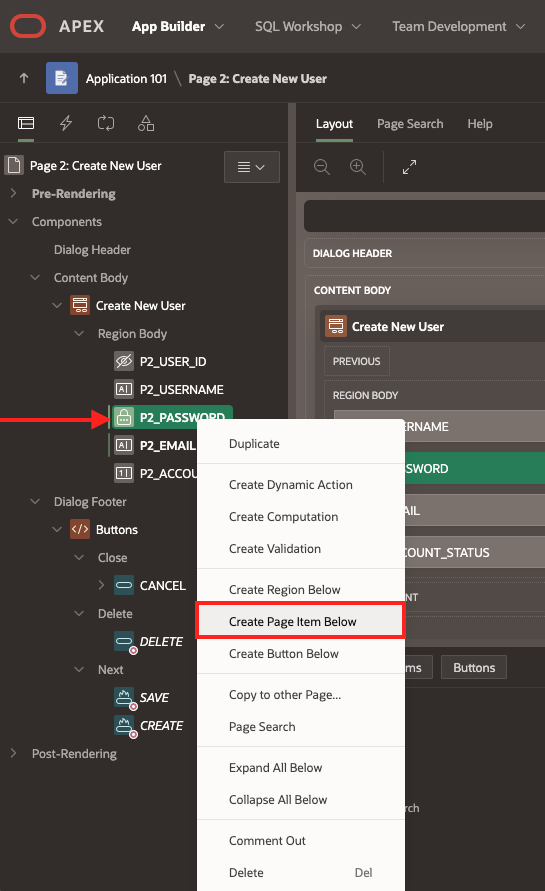 APEX App Builder SQL Workshop Team Development
Application 101 \ Page 2: Create New User
Layout Page Search Help
Page 2: Create New User
Pre-Rendering
Components
Dialog Header
Content Body
Create New User
Region Body
P2_USER_ID
P2_USERNAME
P2_PASSWORD
P2_EMAIL
P2_ACCOU
Dialog Footer
Buttons
Close
CANCEL
Delete
DELETE
Next
SAVE
CREATE
Post-Rendering
DIALOG HEADER
CONTENT BODY
Create New User
PREVIOUS
REGION BODY
ERNAME
SSWORD
AIL
COUNT_STATUS
NT
ms Buttons
rch
Duplicate
Create Dynamic Action
Create Computation
Create Validation
Create Region Below
Create Page Item Below
Create Button Below
Copy to other Page...
Page Search
Expand All Below
Collapse All Below
Comment Out
Delete Del